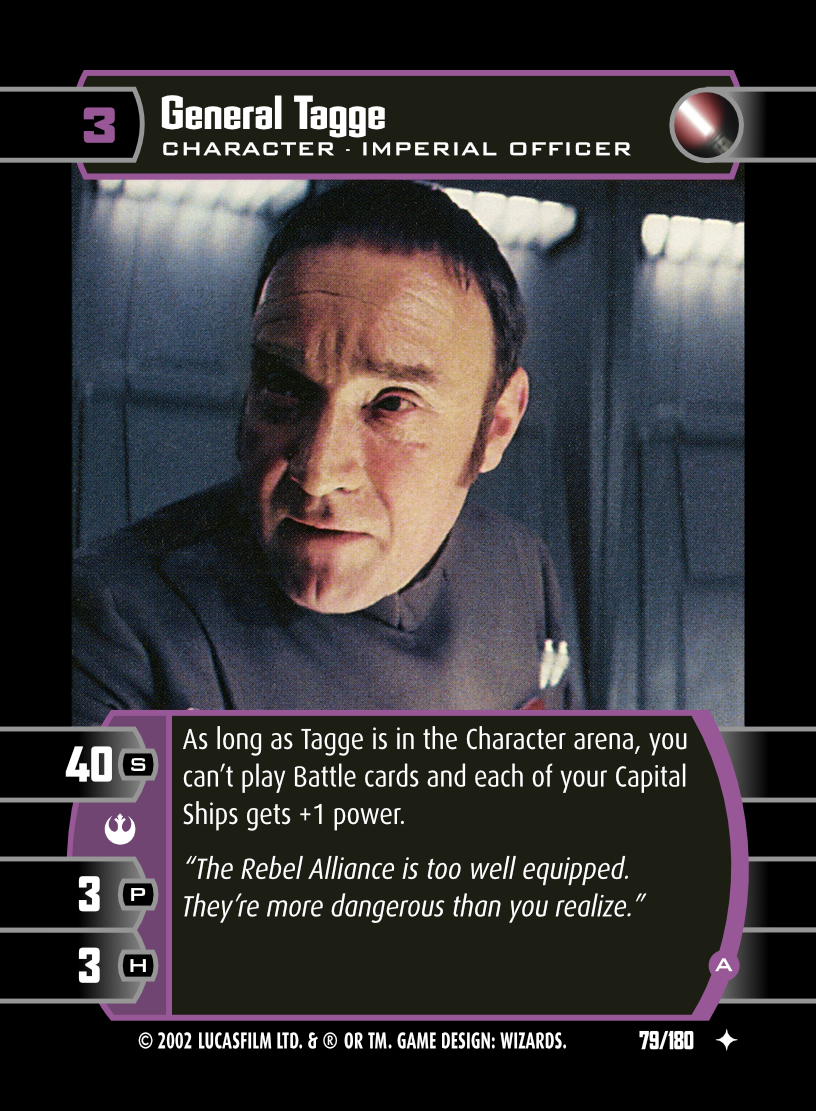 3
General Tagge
CHARACTER · IMPERIAL OFFICER
40 S
As long as Tagge is in the Character arena, you
can't play Battle cards and each of your Capital
Ships gets +1 power.
“The Rebel Alliance is too well equipped.
They're more dangerous than you realize.”
3 P
3 H
A
© 2002 LUCASFILM LTD. & ® OR TM. GAME DESIGN: WIZARDS.
79/180